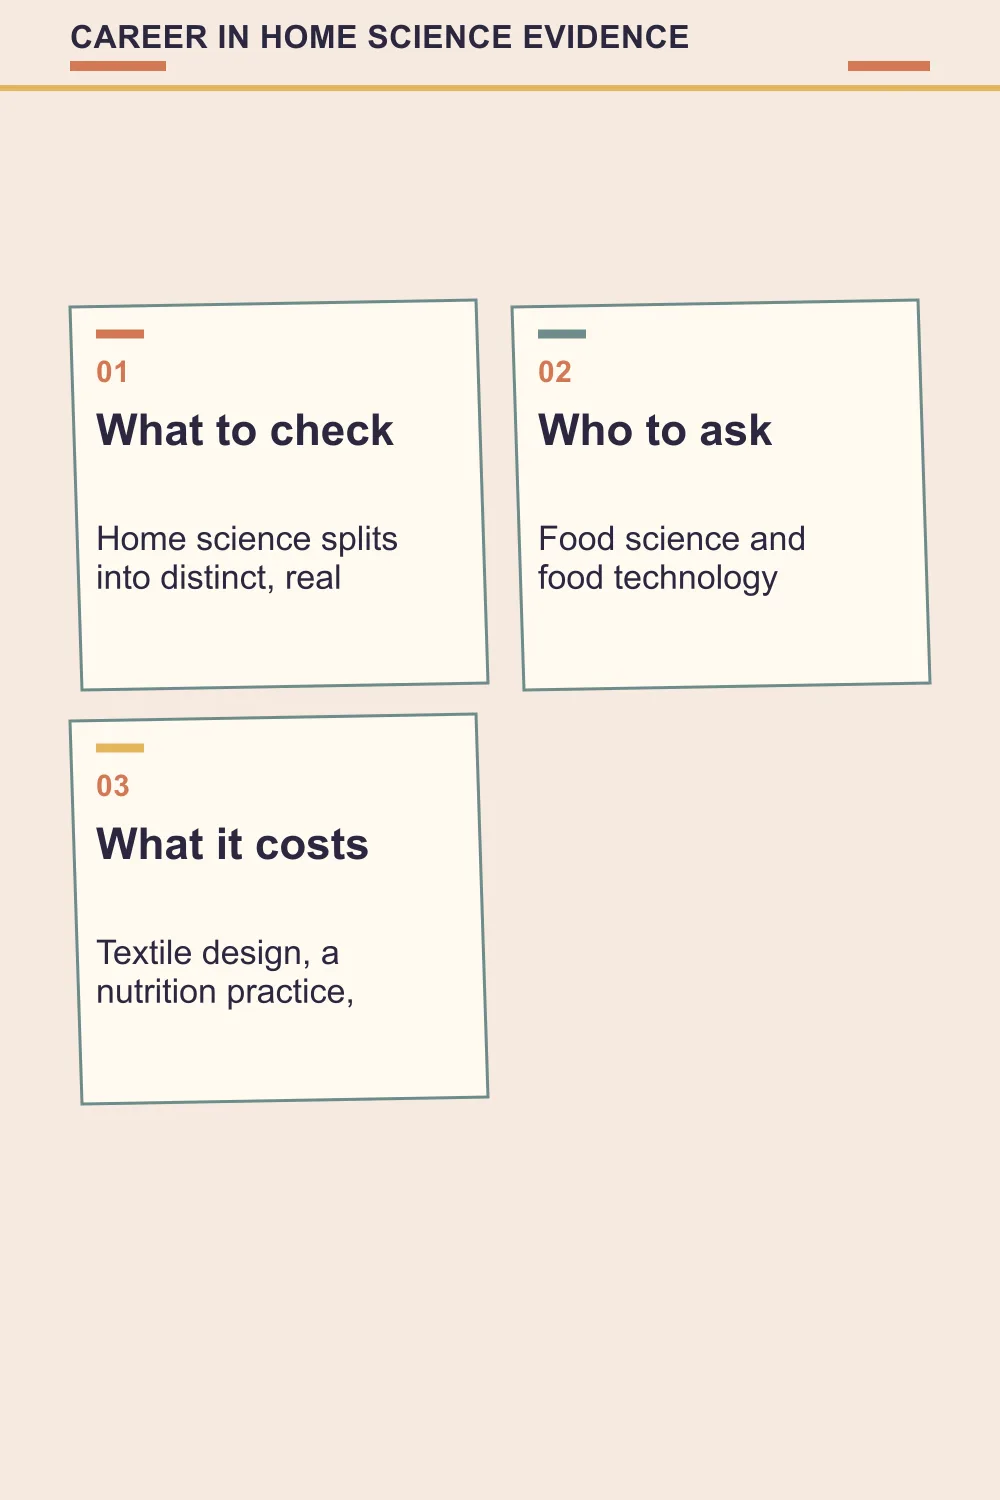 CAREER IN HOME SCIENCE EVIDENCE
01
What to check
Home science splits
into distinct, real
02
Who to ask
Food science and
food technology
03
What it costs
Textile design, a
nutrition practice,